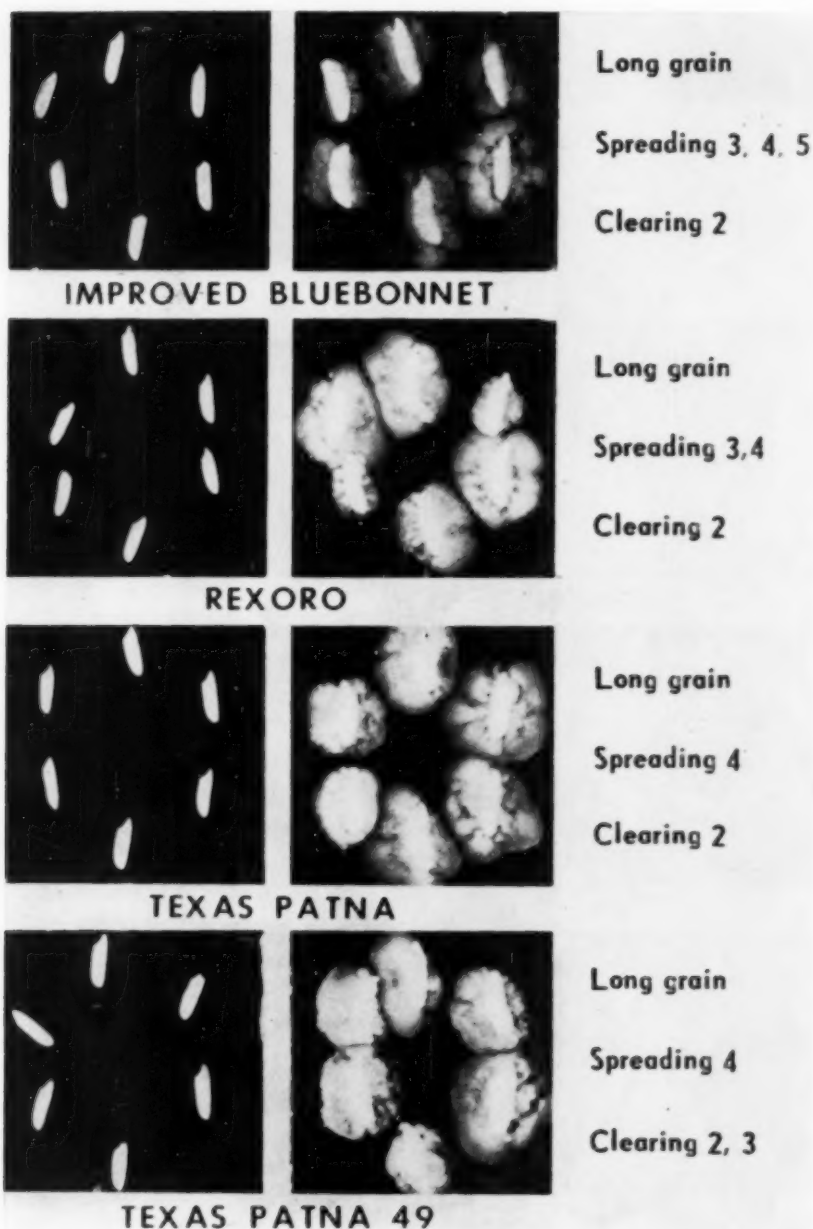 Long grain
Spreading 3, 4, 5
Clearing 2
IMPROVED BLUEBONNET
Long grain
Spreading 3,4
Clearing 2
REXORO
Long grain
Spreading 4
Clearing 2
TEXAS PATNA
Long grain
Spreading 4
Clearing 2, 3
TEXAS PATNA 49